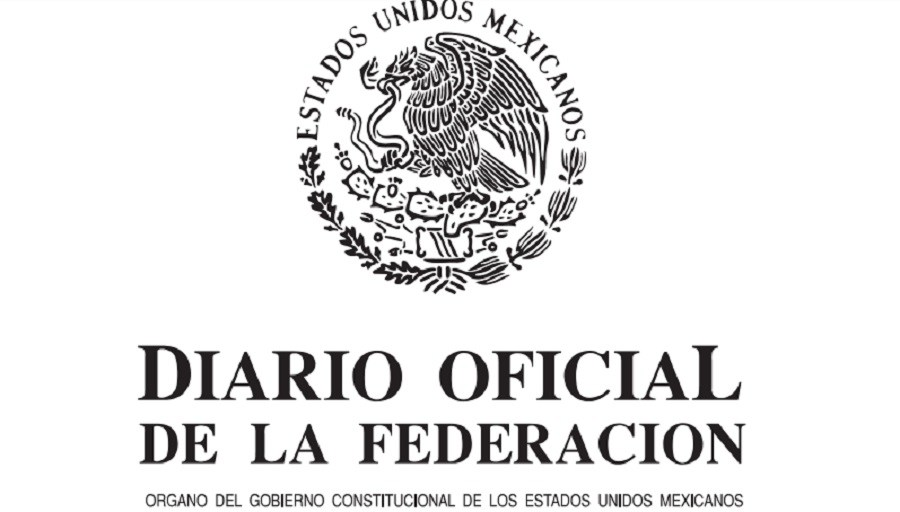 ESTADOS UNIDOS MEXICANOS
DIARIO OFICIAL
DE LA FEDERACION
ORGANO DEL GOBIERNO CONSTITUCIONAL DE LOS ESTADOS UNIDOS MEXICANOS